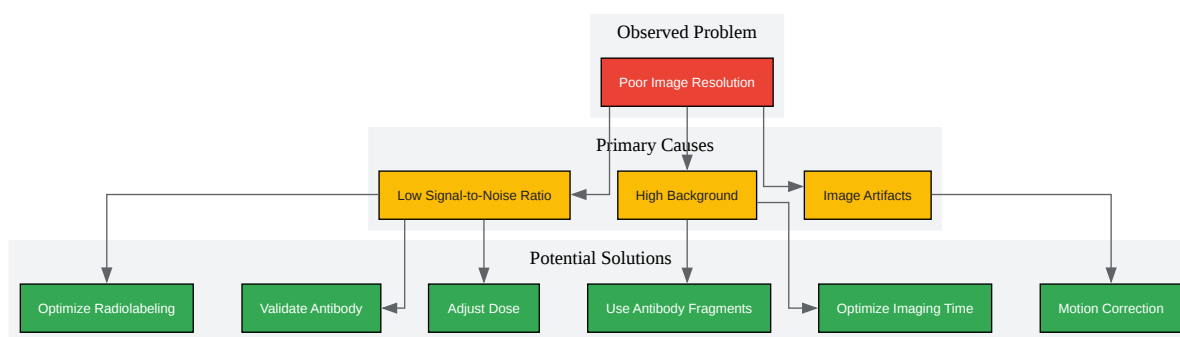 Observed Problem
Poor Image Resolution
Primary Causes
Low Signal-to-Noise Ratio
High Background
Image Artifacts
Potential Solutions
Optimize Radiolabeling
Validate Antibody
Adjust Dose
Use Antibody Fragments
Optimize Imaging Time
Motion Correction